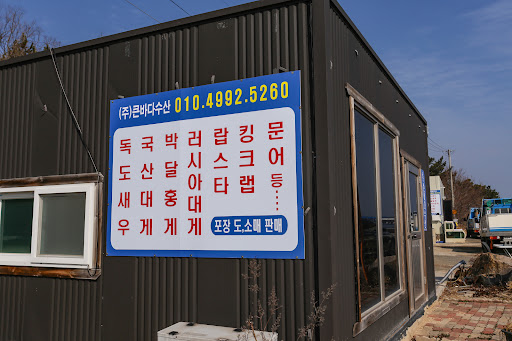 (주)큰바다수산 010.4992.5260
독도새우
국산대게
박달홍게
러시아대게
랍스타
킹크랩
문어등……
포장 도,소매 판매